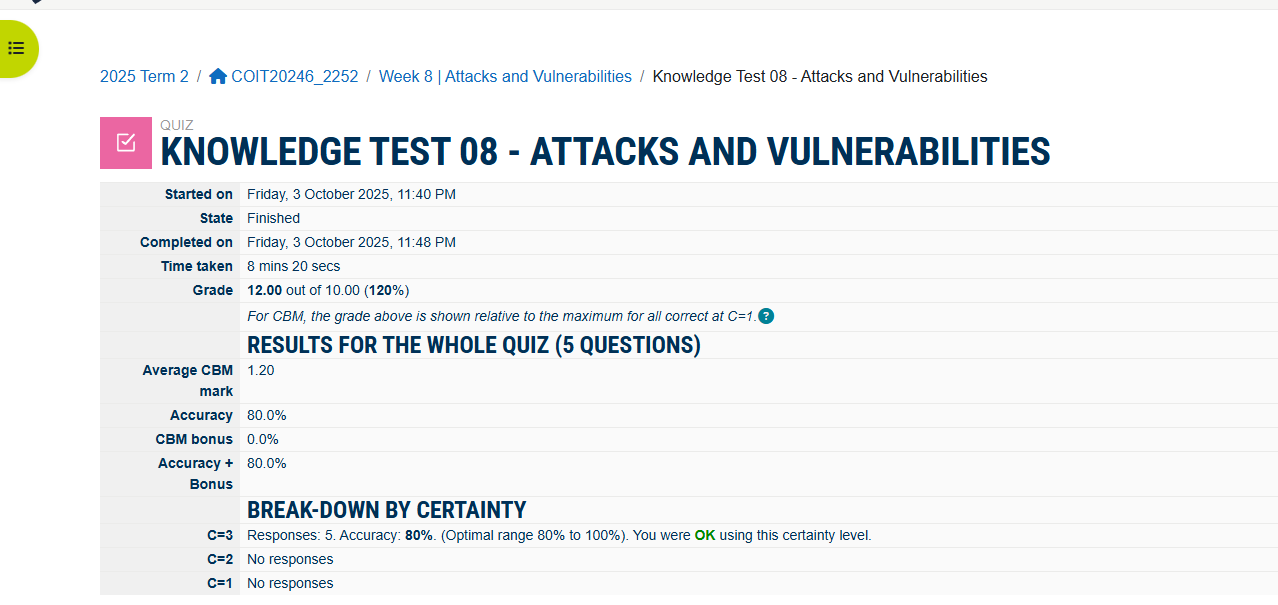 2025 Term 2 / COIT20246_2252 / Week 8 | Attacks and Vulnerabilities / Knowledge Test 08 - Attacks and Vulnerabilities
QUIZ
KNOWLEDGE TEST 08 - ATTACKS AND VULNERABILITIES
Started on Friday, 3 October 2025, 11:40 PM
State Finished
Completed on Friday, 3 October 2025, 11:48 PM
Time taken 8 mins 20 secs
Grade 12.00 out of 10.00 (120%)
For CBM, the grade above is shown relative to the maximum for all correct at C=1. ?
RESULTS FOR THE WHOLE QUIZ (5 QUESTIONS)
Average CBM mark 1.20
Accuracy 80.0%
CBM bonus 0.0%
Accuracy + Bonus 80.0%
BREAK-DOWN BY CERTAINTY
C=3 Responses: 5. Accuracy: 80%. (Optimal range 80% to 100%). You were OK using this certainty level.
C=2 No responses
C=1 No responses